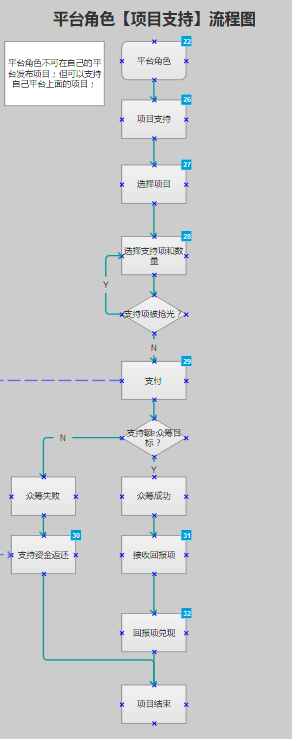 平台角色【项目支持】流程图
平台角色不可在自己的平
台发布项目；但可以支持
自己平台上面的项目；
22
平台角色
26
项目支持
27
选择项目
28
选择支持项和数
量
Y
支持项被抢光？
N
29
支付
支持额≥众筹目
标？
N
Y
众筹失败
众筹成功
30
支持资金返还
31
接收回报项
32
回报项兑现
项目结束